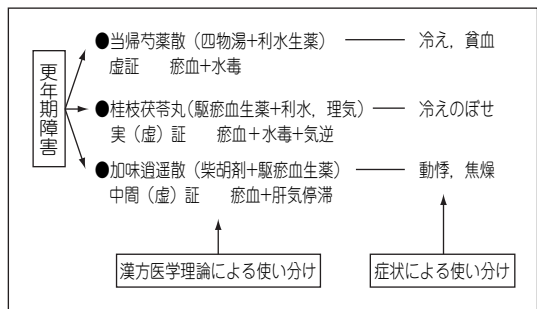 更年期障害
●当帰芍薬散（四物湯+利水生薬） 冷え，貧血
虚証 瘀血+水毒
●桂枝茯苓丸(駆瘀血生薬+利水，理気) 冷えのぼせ
実（虚）証 瘀血+水毒+気逆
●加味逍遥散（柴胡剤+駆瘀血生薬） 動悸，焦燥
中間（虚）証 瘀血+肝気停滞
漢方医学理論による使い分け 症状による使い分け